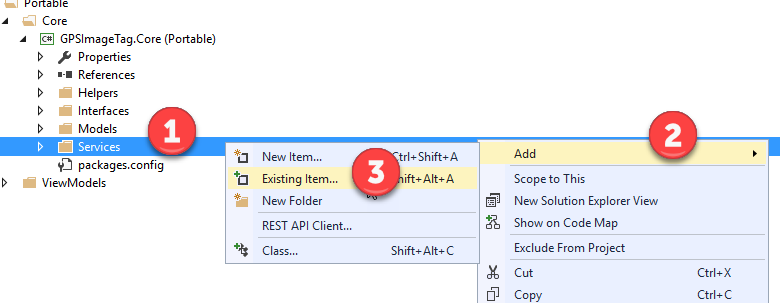 Portable
Core
C# GPSImageTag.Core (Portable)
Properties
References
Helpers
Interfaces
Models
1
2
Services
New Item... Ctrl+Shift+A
Add
packages.config
3
Existing Item... Shift+Alt+A
Scope to This
ViewModels
New Folder
New Solution Explorer View
REST API Client...
Show on Code Map
Class... Shift+Alt+C
Exclude From Project
Cut Ctrl+X
Copy Ctrl+C